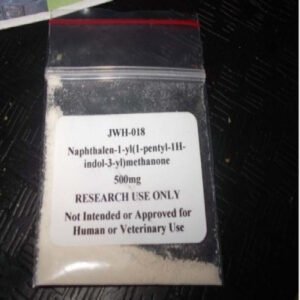 JWH-018
Naphthalen-1-yl(1-pentyl-1H-
indol-3-yl)methanone
500mg
RESEARCH USE ONLY
Not Intended or Approved for
Human or Veterinary Use